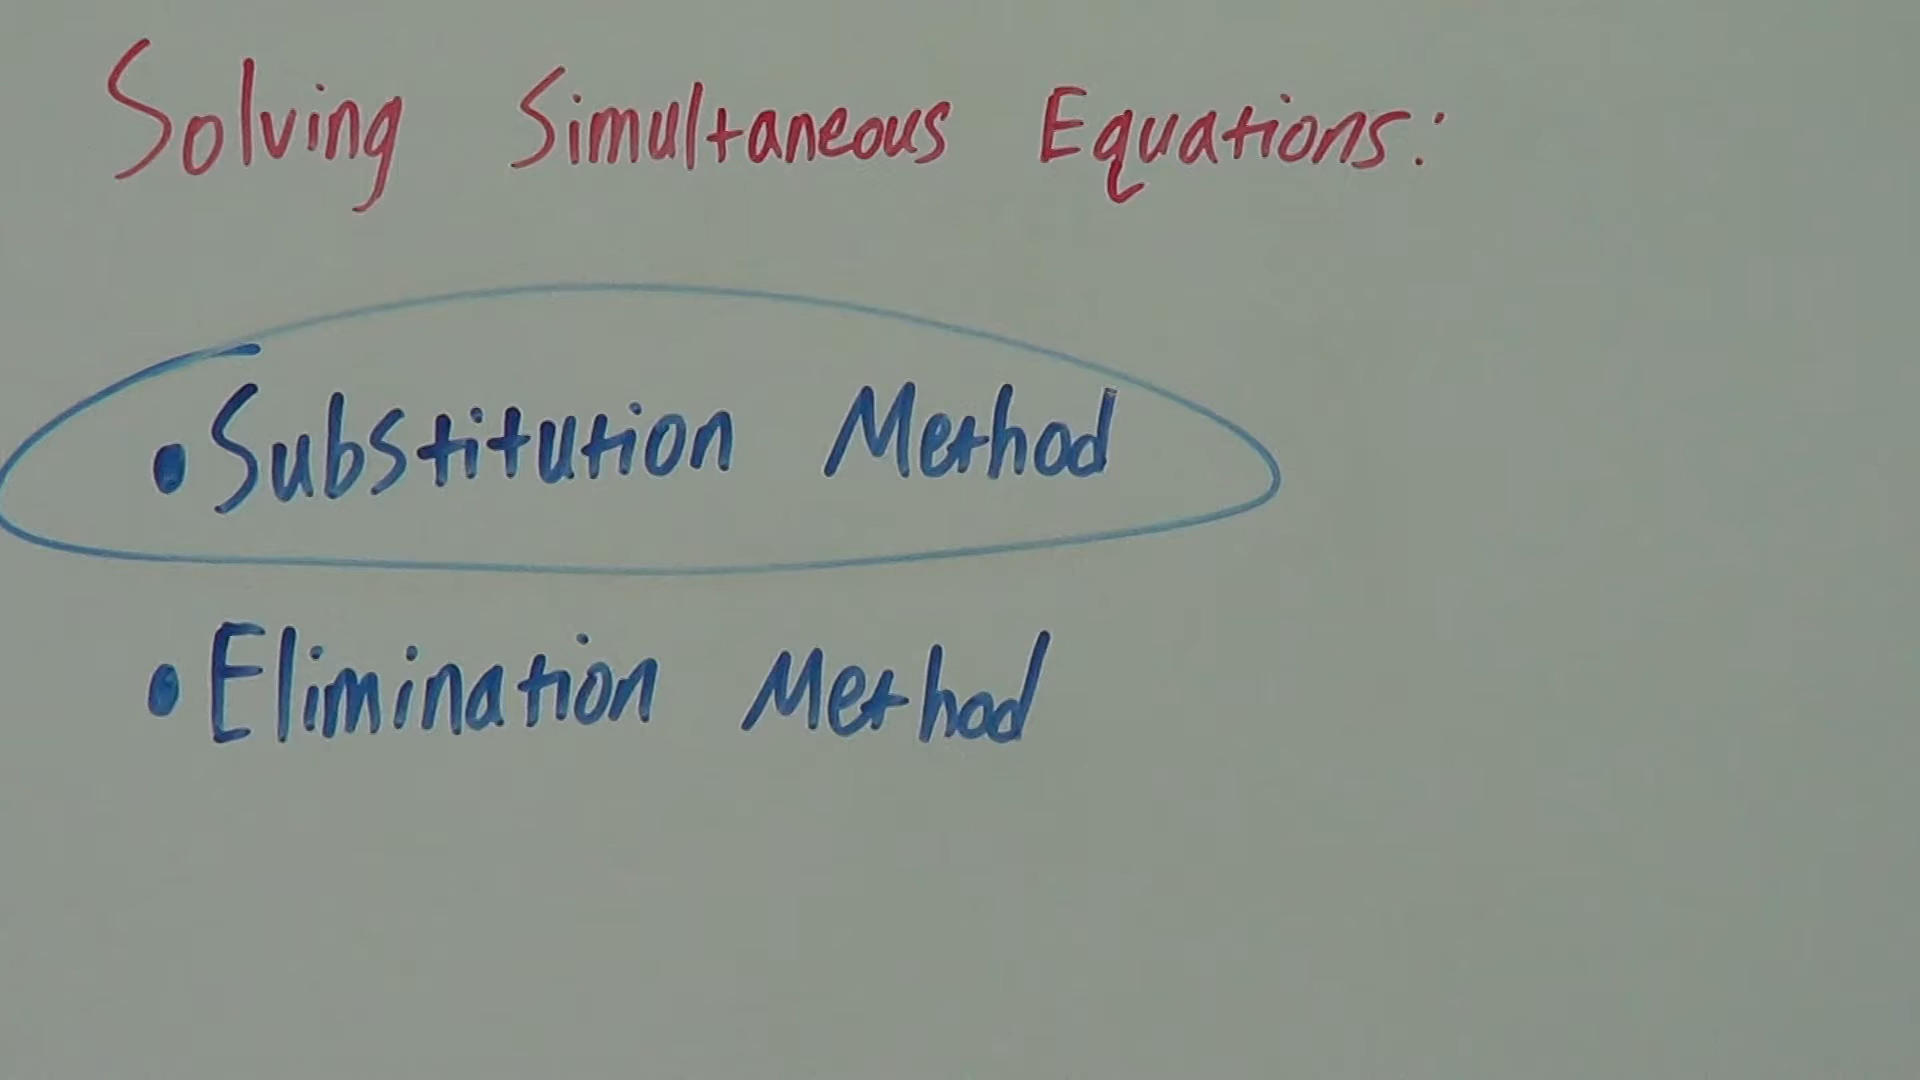 Solving Simultaneous Equations:
• Substitution Method
• Elimination Method